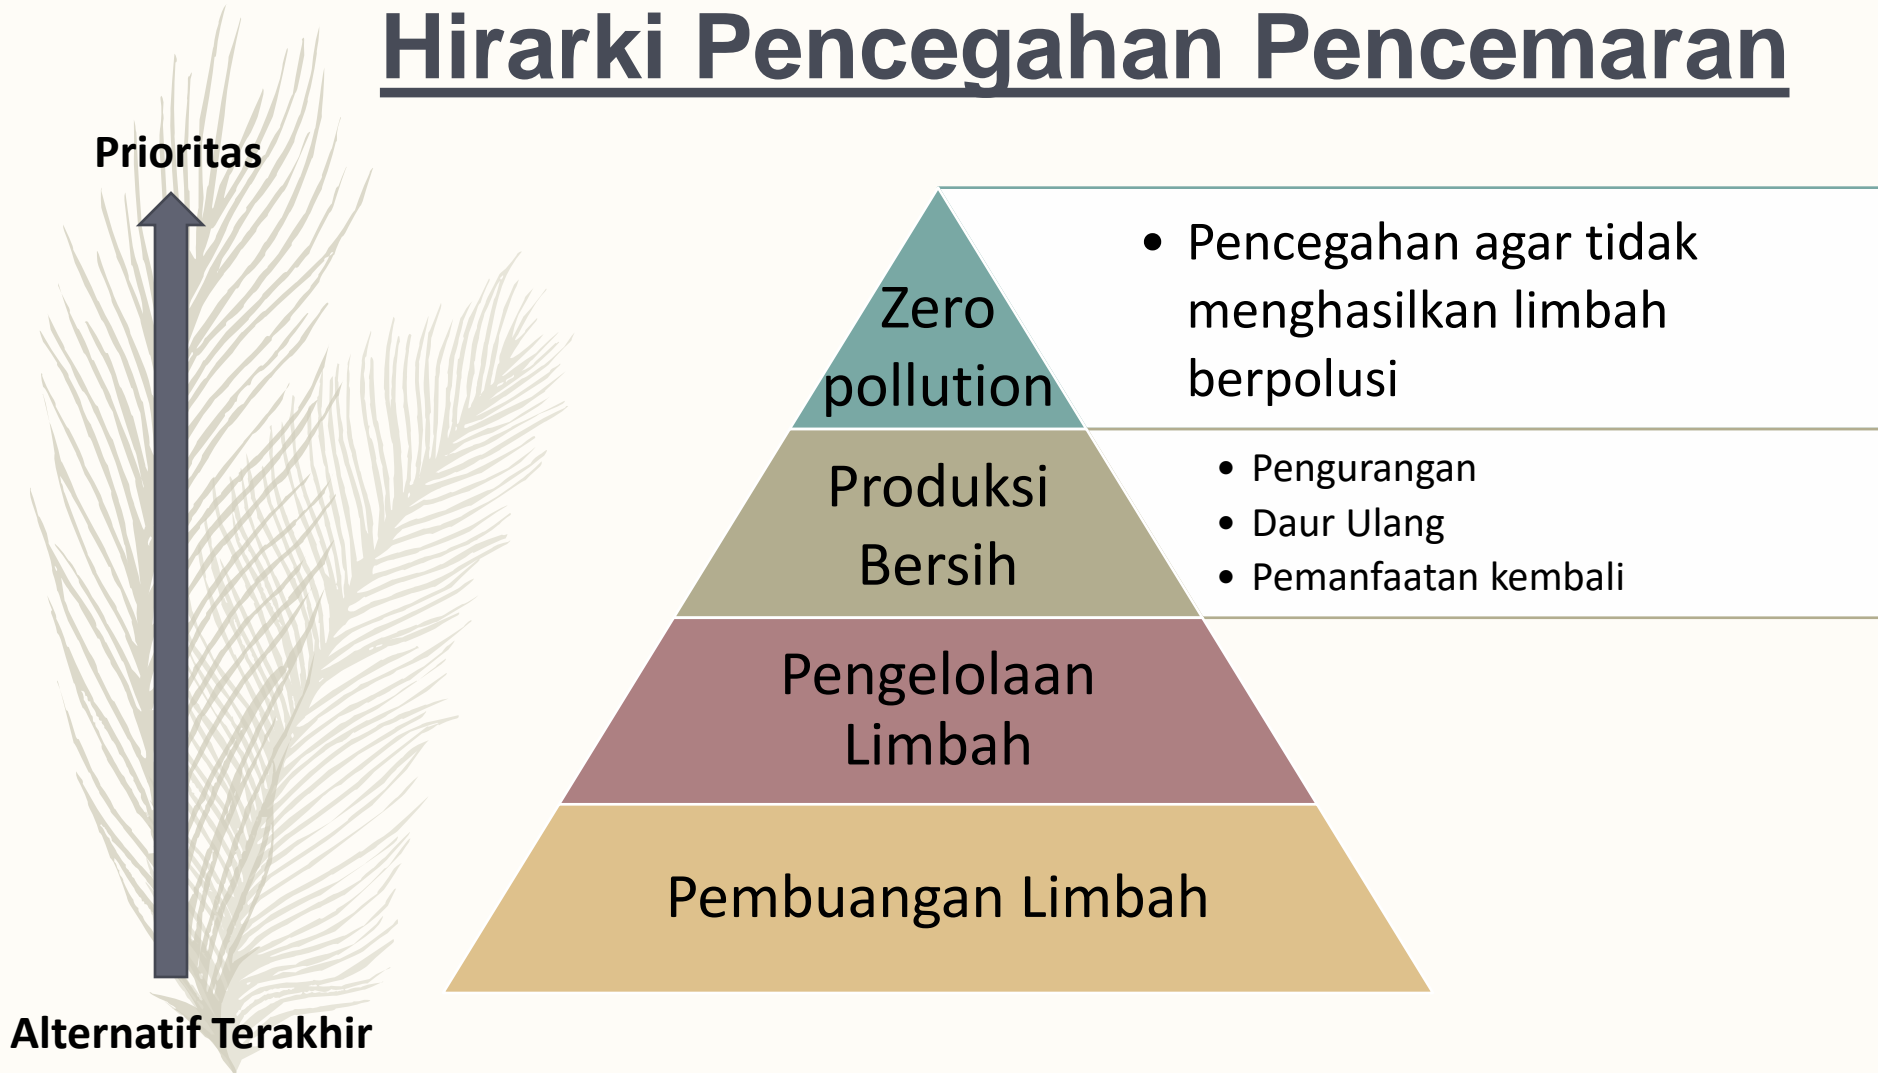 Hirarki Pencegahan Pencemaran
Prioritas
Zero
pollution
• Pencegahan agar tidak
menghasilkan limbah
berpolusi
Produksi
Bersih
• Pengurangan
• Daur Ulang
• Pemanfaatan kembali
Pengelolaan
Limbah
Pembuangan Limbah
Alternatif Terakhir